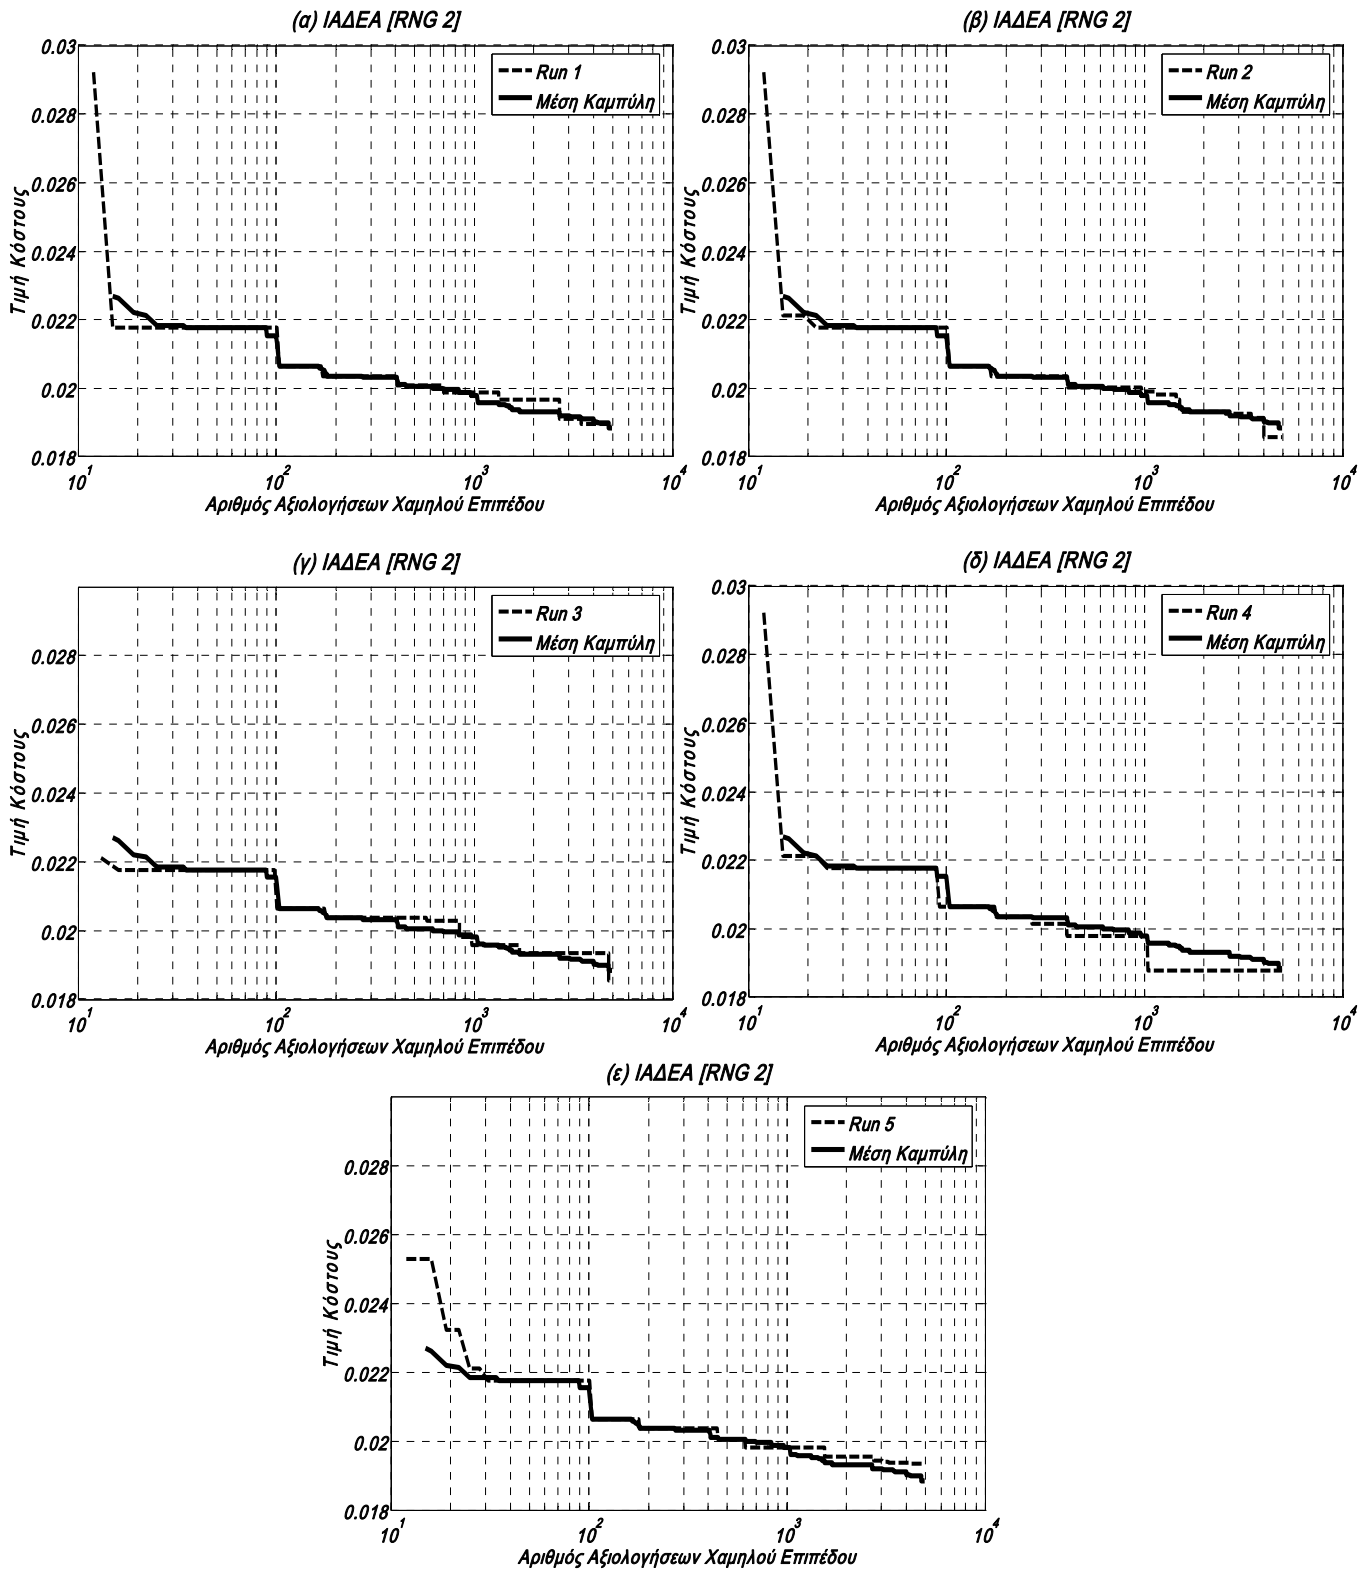 (α) ΙΑΔΕΑ [RNG 2]
0.03
0.028
0.026
0.024
0.022
0.02
0.018
Τιμή Κόστους
Run 1
Μέση Καμπύλη
10^1 10^2 10^3 10^4
Αριθμός Αξιολογήσεων Χαμηλού Επιπέδου
(β) ΙΑΔΕΑ [RNG 2]
0.03
0.028
0.026
0.024
0.022
0.02
0.018
Τιμή Κόστους
Run 2
Μέση Καμπύλη
10^1 10^2 10^3 10^4
Αριθμός Αξιολογήσεων Χαμηλού Επιπέδου
(γ) ΙΑΔΕΑ [RNG 2]
0.028
0.026
0.024
0.022
0.02
0.018
Τιμή Κόστους
Run 3
Μέση Καμπύλη
10^1 10^2 10^3 10^4
Αριθμός Αξιολογήσεων Χαμηλού Επιπέδου
(δ) ΙΑΔΕΑ [RNG 2]
0.03
0.028
0.026
0.024
0.022
0.02
0.018
Τιμή Κόστους
Run 4
Μέση Καμπύλη
10^1 10^2 10^3 10^4
Αριθμός Αξιολογήσεων Χαμηλού Επιπέδου
(ε) ΙΑΔΕΑ [RNG 2]
0.028
0.026
0.024
0.022
0.02
0.018
Τιμή Κόστους
Run 5
Μέση Καμπύλη
10^1 10^2 10^3 10^4
Αριθμός Αξιολογήσεων Χαμηλού Επιπέδου